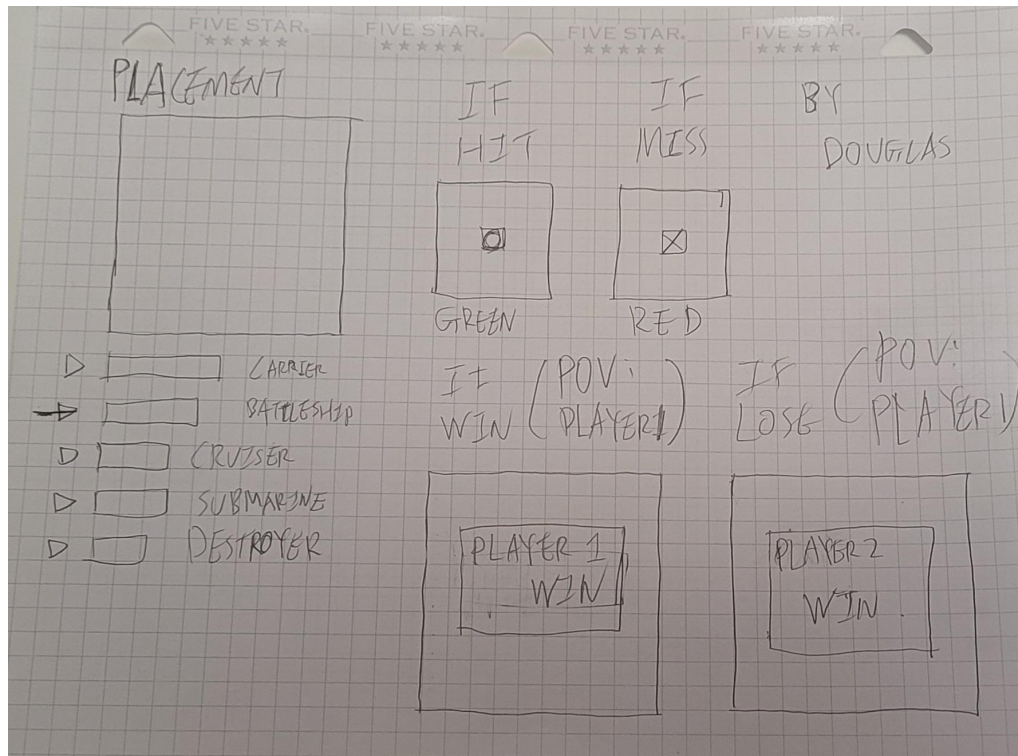 FIVE STAR.
FIVE STAR.
FIVE STAR.
FIVE STAR.
PLACEMENT
IF
HIT
IF
MISS
BY
DOUGLAS
GREEN
RED
CARRIER
BATTLESHIP
CRUISER
SUBMARINE
DESTROYER
IF
WIN
(POV:
PLAYER1)
IF
LOSE
(POV:
PLAYER1)
PLAYER 1
WIN
PLAYER 2
WIN